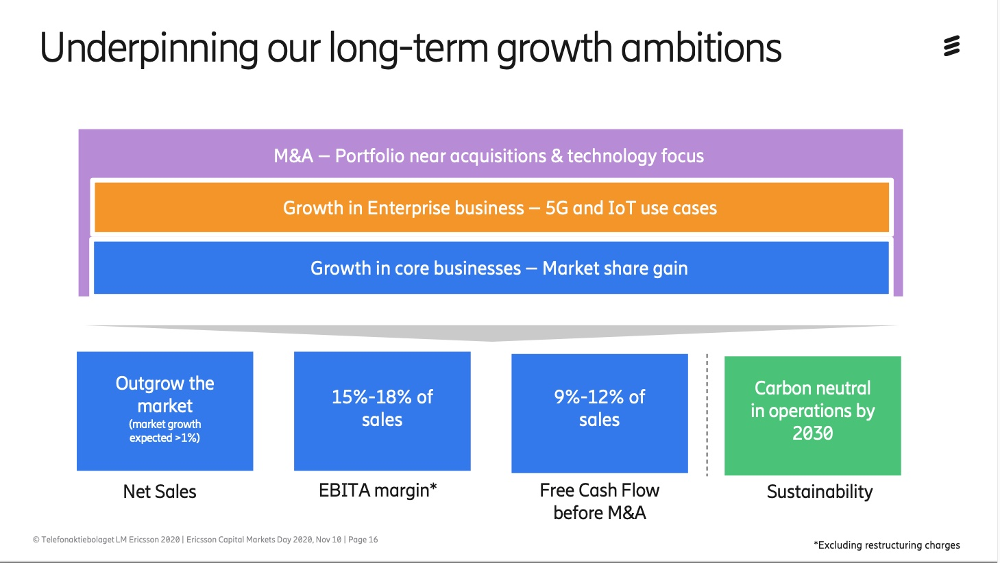 Underpinning our long-term growth ambitions
M&A – Portfolio near acquisitions & technology focus
Growth in Enterprise business – 5G and IoT use cases
Growth in core businesses – Market share gain
Outgrow the
market
(market growth
expected >1%)
Net Sales
15%-18% of
sales
EBITA margin*
9%-12% of
sales
Free Cash Flow
before M&A
Carbon neutral
in operations by
2030
Sustainability
© Telefonaktiebolaget LM Ericsson 2020 | Ericsson Capital Markets Day 2020, Nov 10 | Page 16
*Excluding restructuring charges